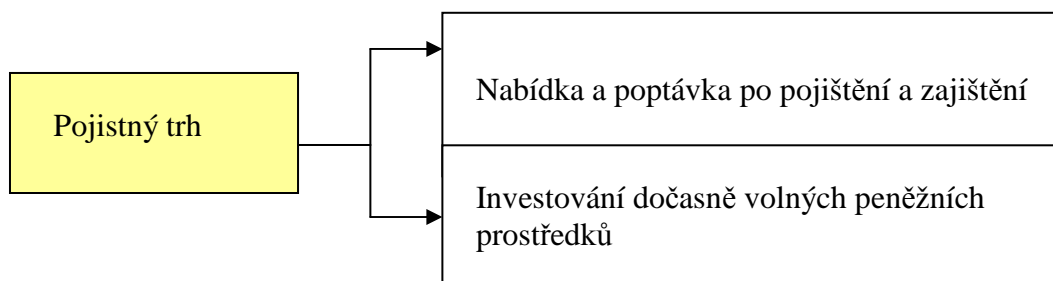 Pojistný trh
Nabídka a poptávka po pojištění a zajištění
Investování dočasně volných peněžních
prostředků